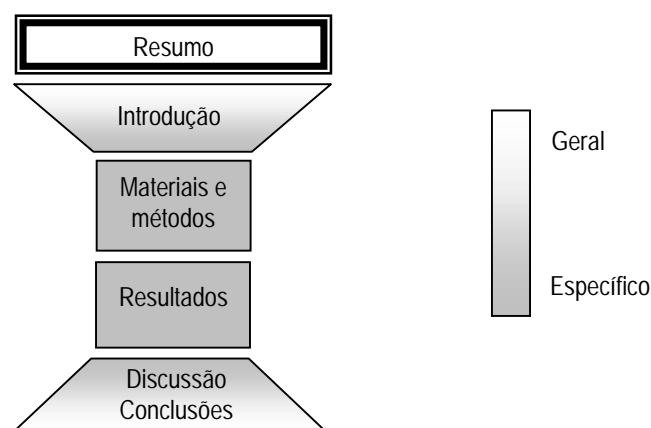 Resumo
Introdução
Materiais e
métodos
Resultados
Discussão
Conclusões
Geral
Específico